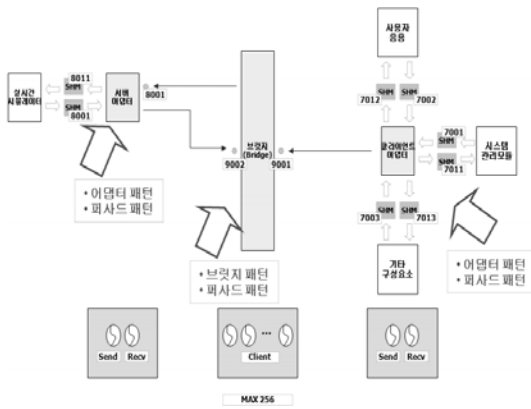 사용자
응용
8011
SHM
SHM
8001
실시간
시뮬레이터
서버
어댑터
8001
SHM
SHM
7012
7002
브릿지
(Bridge)
9002
9001
클라이언트
어댑터
7001
SHM
SHM
7011
시스템
관리모듈
SHM
SHM
7003
7013
기타
구성요소
• 어댑터 패턴
• 퍼사드 패턴
• 브릿지 패턴
• 퍼사드 패턴
• 어댑터 패턴
• 퍼사드 패턴
Send Recv
...
Client
Send Recv
MAX 256